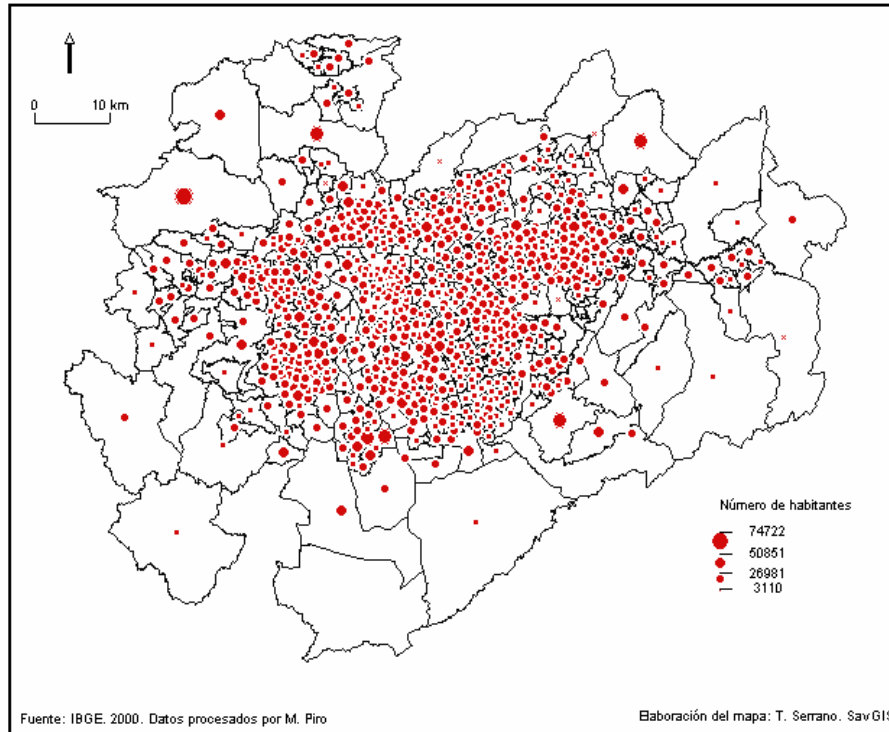 0 10 km
Número de habitantes
74722
50851
26981
3110
Fuente: IBGE. 2000. Datos procesados por M. Piro
Elaboración del mapa: T. Serrano. SavGIS